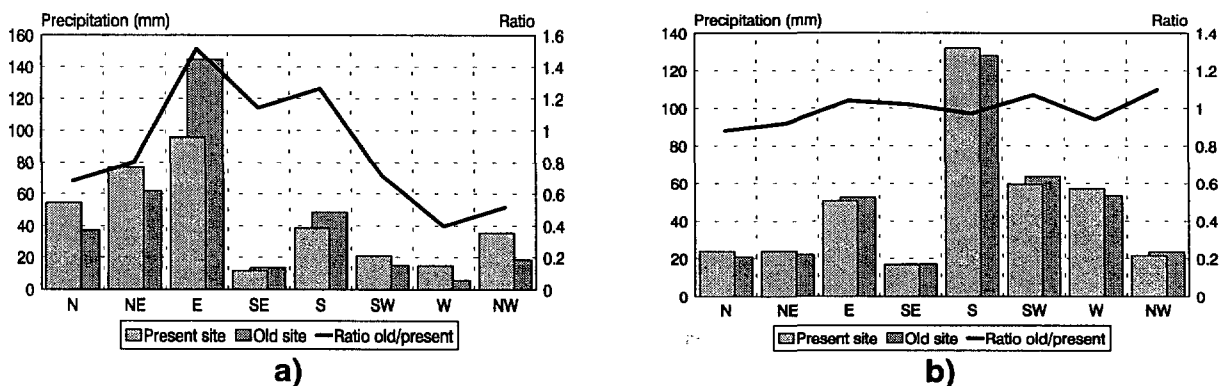 Precipitation (mm) Ratio
160 1.6
140 1.4
120 1.2
100 1
80 0.8
60 0.6
40 0.4
20 0.2
0 0
N NE E SE S SW W NW
Present site Old site Ratio old/present
a)
Precipitation (mm) Ratio
140 1.4
120 1.2
100 1
80 0.8
60 0.6
40 0.4
20 0.2
0 0
N NE E SE S SW W NW
Present site Old site Ratio old/present
b)